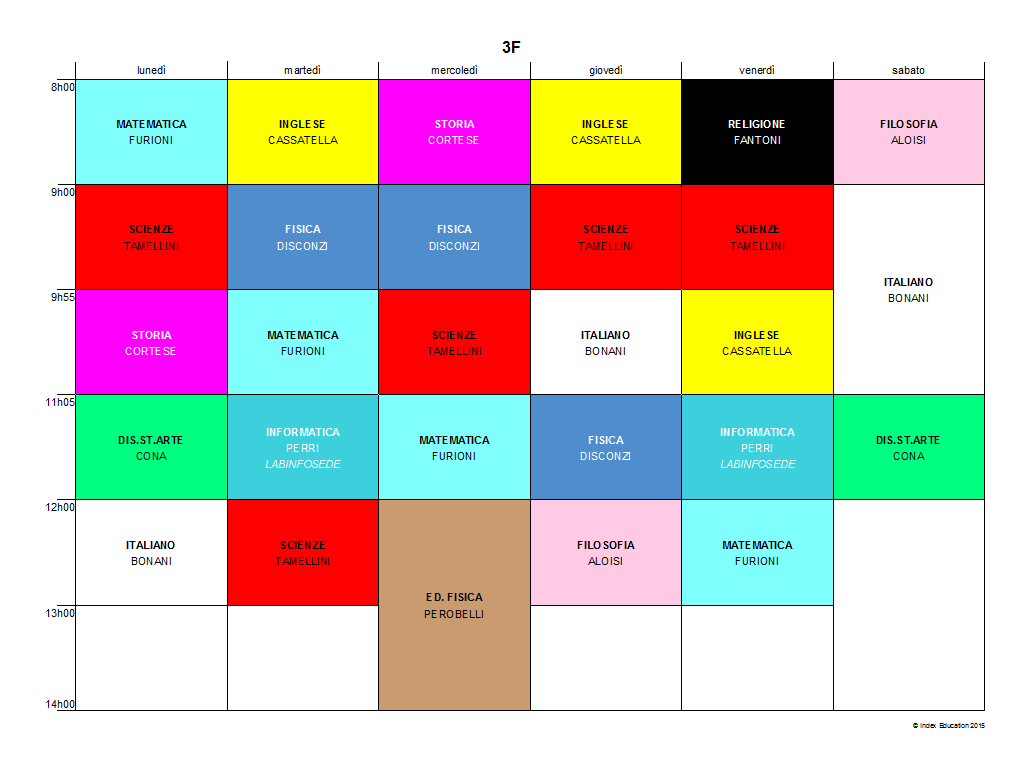 3F
lunedì martedì mercoledì giovedì venerdì sabato
8h00
MATEMATICA INGLESE STORIA INGLESE RELIGIONE FILOSOFIA
FURIONI CASSATELLA CORTESE CASSATELLA FANTONI ALOISI
9h00
SCIENZE FISICA FISICA SCIENZE SCIENZE
TAMELLINI DISCONZI DISCONZI TAMELLINI TAMELLINI
ITALIANO
BONANI
9h55
STORIA MATEMATICA SCIENZE ITALIANO INGLESE
CORTESE FURIONI TAMELLINI BONANI CASSATELLA
11h05
DIS.ST.ARTE INFORMATICA MATEMATICA FISICA INFORMATICA DIS.ST.ARTE
CONA PERRI FURIONI DISCONZI PERRI CONA
LABINFOSEDE LABINFOSEDE
12h00
ITALIANO SCIENZE FILOSOFIA MATEMATICA
BONANI TAMELLINI ALOISI FURIONI
ED. FISICA
PEROBELLI
13h00
14h00
© Index Education 2015